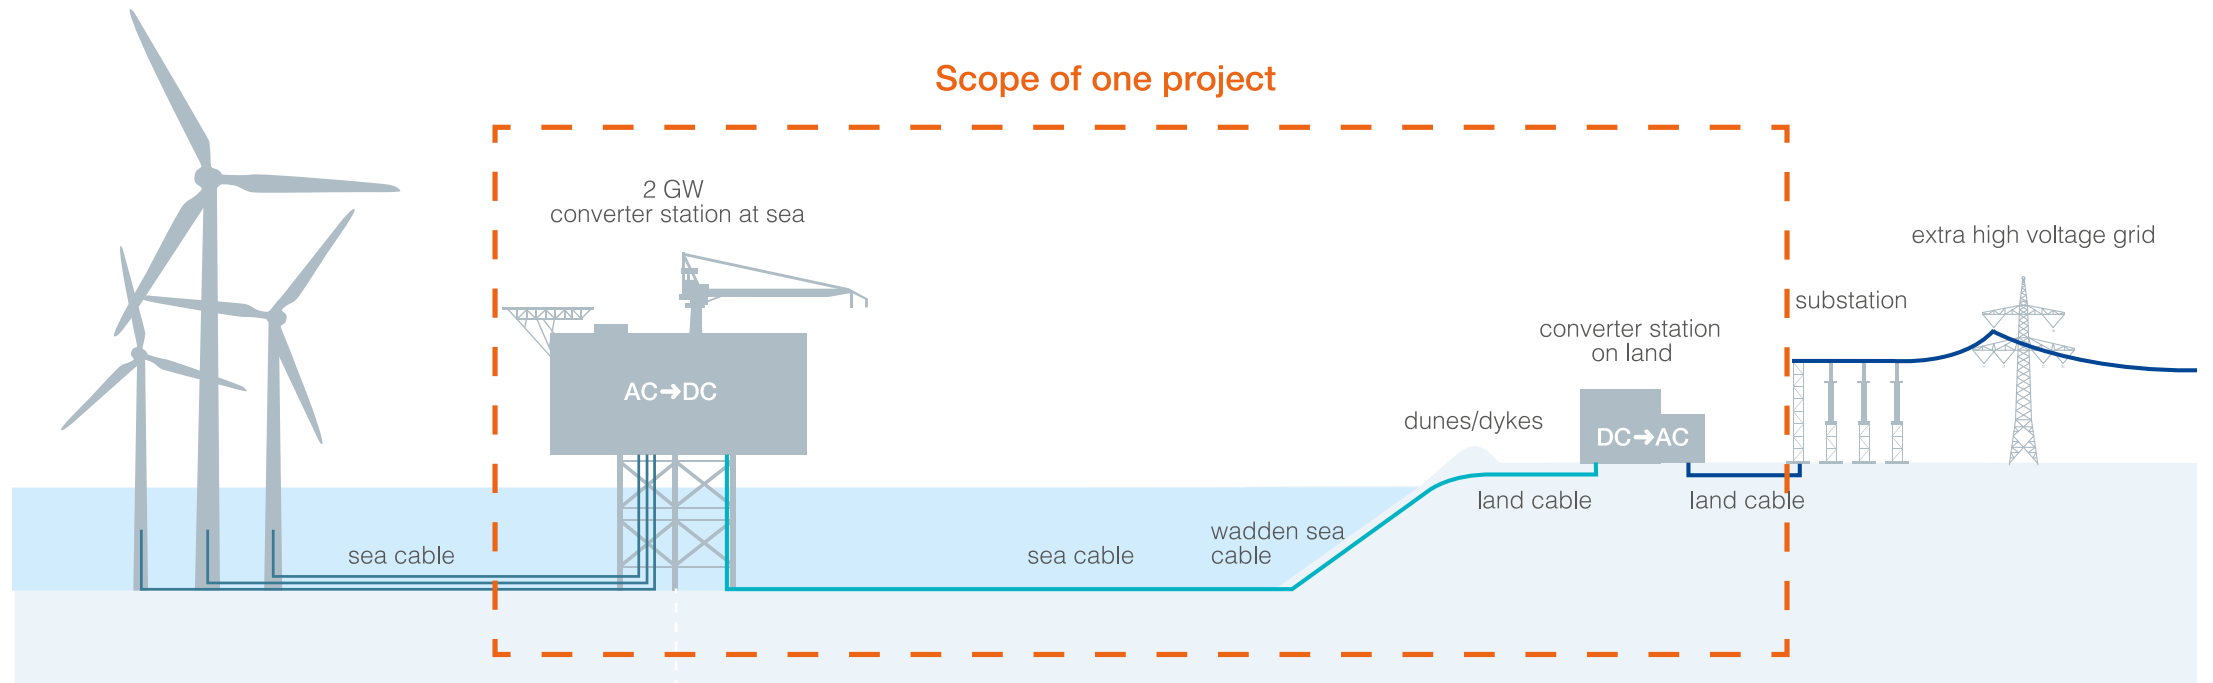 Scope of one project
2 GW
converter station at sea
extra high voltage grid
substation
converter station
on land
AC➜DC
dunes/dykes
DC➜AC
land cable
land cable
wadden sea
cable
sea cable
sea cable